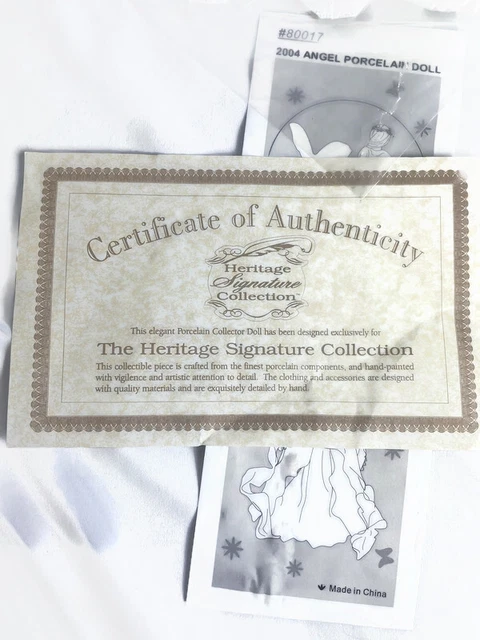 #80017
2004 ANGEL PORCELAIN DOLL
Certificate of Authenticity
Heritage
Signature
Collection™
This elegant Porcelain Collector Doll has been designed exclusively for
The Heritage Signature Collection
This collectible piece is crafted from the finest porcelain components, and hand-painted
with vigilence and artistic attention to detail. The clothing and accessories are designed
with quality materials and are exquisitely detailed by hand.
Made in China